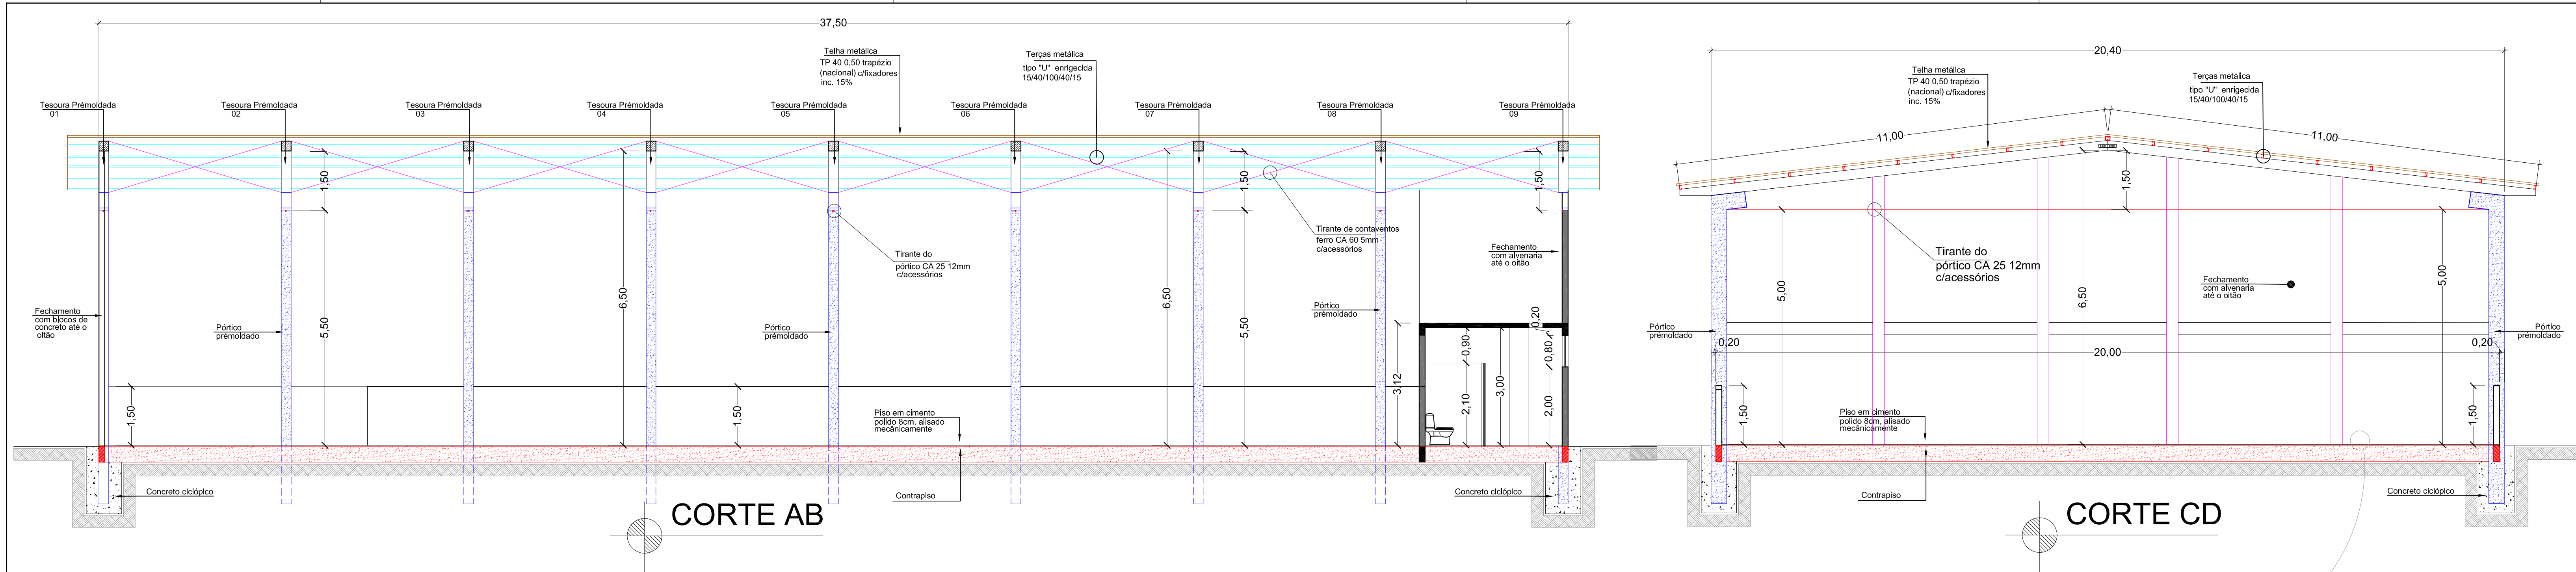 37,50
Telha metálica
TP 40 0,50 trapézio
(nacional) c/fixadores
inc. 15%
Terças metálica
tipo "U" enrigecida
15/40/100/40/15
Tesoura Prémoldada
01
Tesoura Prémoldada
02
Tesoura Prémoldada
03
Tesoura Prémoldada
04
Tesoura Prémoldada
05
Tesoura Prémoldada
06
Tesoura Prémoldada
07
Tesoura Prémoldada
08
Tesoura Prémoldada
09
1,50
1,50
1,50
Tirante de contaventos
ferro CA 60 5mm
c/acessórios
Tirante do
pórtico CA 25 12mm
c/acessórios
Fechamento
com alvenaria
até o oitão
Fechamento
com blocos de
concreto até o
oitão
Pórtico
prémoldado
5,50
6,50
Pórtico
prémoldado
6,50
5,50
Pórtico
prémoldado
0,20
0,90
0,80
3,12
2,10
3,00
2,00
1,50
1,50
Piso em cimento
polido 8cm, alisado
mecânicamente
Concreto ciclópico
Contrapiso
Concreto ciclópico
CORTE AB
20,40
Telha metálica
TP 40 0,50 trapézio
(nacional) c/fixadores
inc. 15%
Terças metálica
tipo "U" enrigecida
15/40/100/40/15
11,00
11,00
1,50
Tirante do
pórtico CA 25 12mm
c/acessórios
5,00
6,50
Fechamento
com alvenaria
até o oitão
5,00
Pórtico
prémoldado
Pórtico
prémoldado
0,20
20,00
0,20
1,50
1,50
Piso em cimento
polido 8cm, alisado
mecânicamente
Contrapiso
Concreto ciclópico
CORTE CD